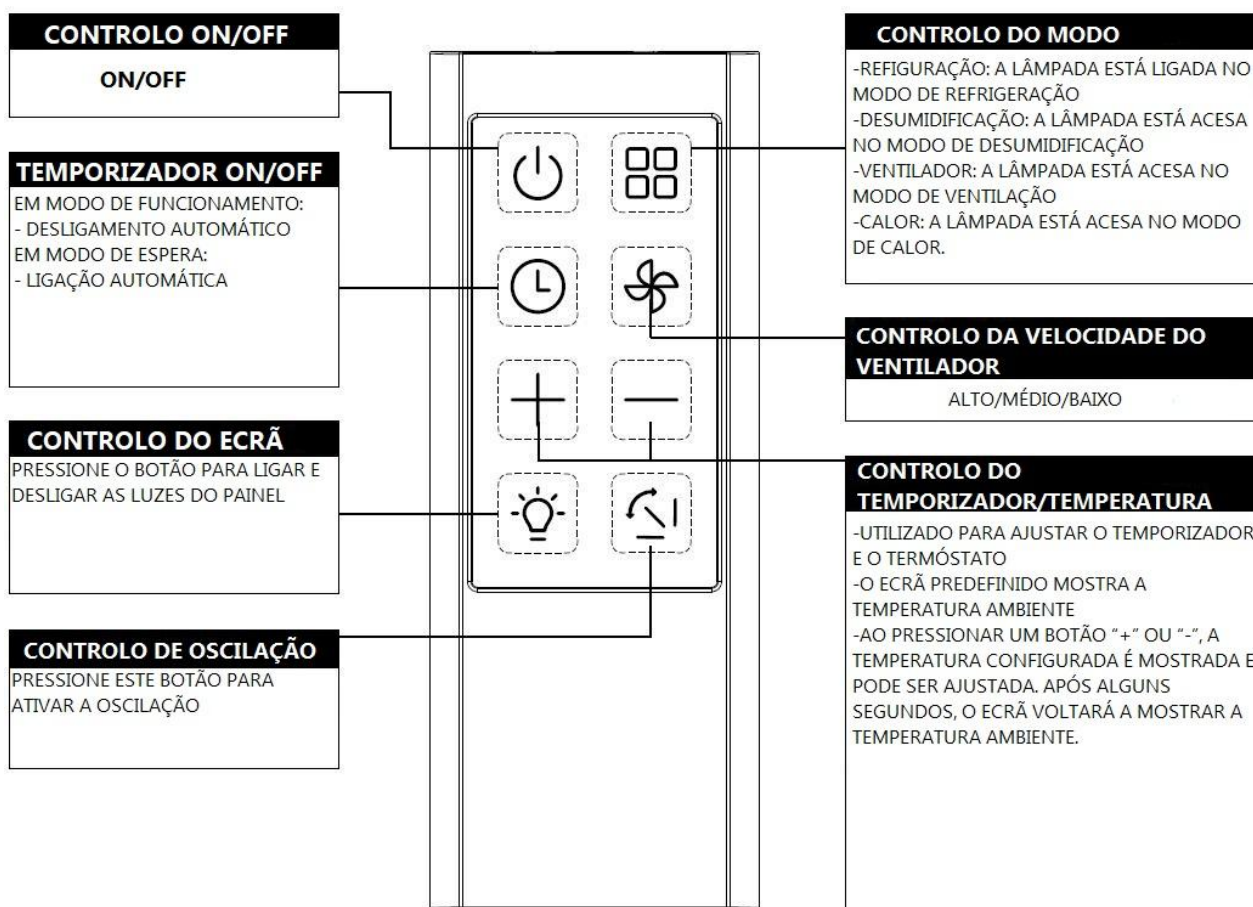 CONTROLO ON/OFF
ON/OFF
TEMPORIZADOR ON/OFF
EM MODO DE FUNCIONAMENTO:
- DESLIGAMENTO AUTOMÁTICO
EM MODO DE ESPERA:
- LIGAÇÃO AUTOMÁTICA
CONTROLO DO ECRÃ
PRESSIONE O BOTÃO PARA LIGAR E
DESLIGAR AS LUZES DO PAINEL
CONTROLO DE OSCILAÇÃO
PRESSIONE ESTE BOTÃO PARA
ATIVAR A OSCILAÇÃO
CONTROLO DO MODO
-REFIGURAÇÃO: A LÂMPADA ESTÁ LIGADA NO
MODO DE REFRIGERAÇÃO
-DESUMIDIFICAÇÃO: A LÂMPADA ESTÁ ACESA
NO MODO DE DESUMIDIFICAÇÃO
-VENTILADOR: A LÂMPADA ESTÁ ACESA NO
MODO DE VENTILAÇÃO
-CALOR: A LÂMPADA ESTÁ ACESA NO MODO
DE CALOR.
CONTROLO DA VELOCIDADE DO
VENTILADOR
ALTO/MÉDIO/BAIXO
CONTROLO DO
TEMPORIZADOR/TEMPERATURA
-UTILIZADO PARA AJUSTAR O TEMPORIZADOR
E O TERMÓSTATO
-O ECRÃ PREDEFINIDO MOSTRA A
TEMPERATURA AMBIENTE
-AO PRESSIONAR UM BOTÃO "+" OU "-", A
TEMPERATURA CONFIGURADA É MOSTRADA E
PODE SER AJUSTADA. APÓS ALGUNS
SEGUNDOS, O ECRÃ VOLTARÁ A MOSTRAR A
TEMPERATURA AMBIENTE.